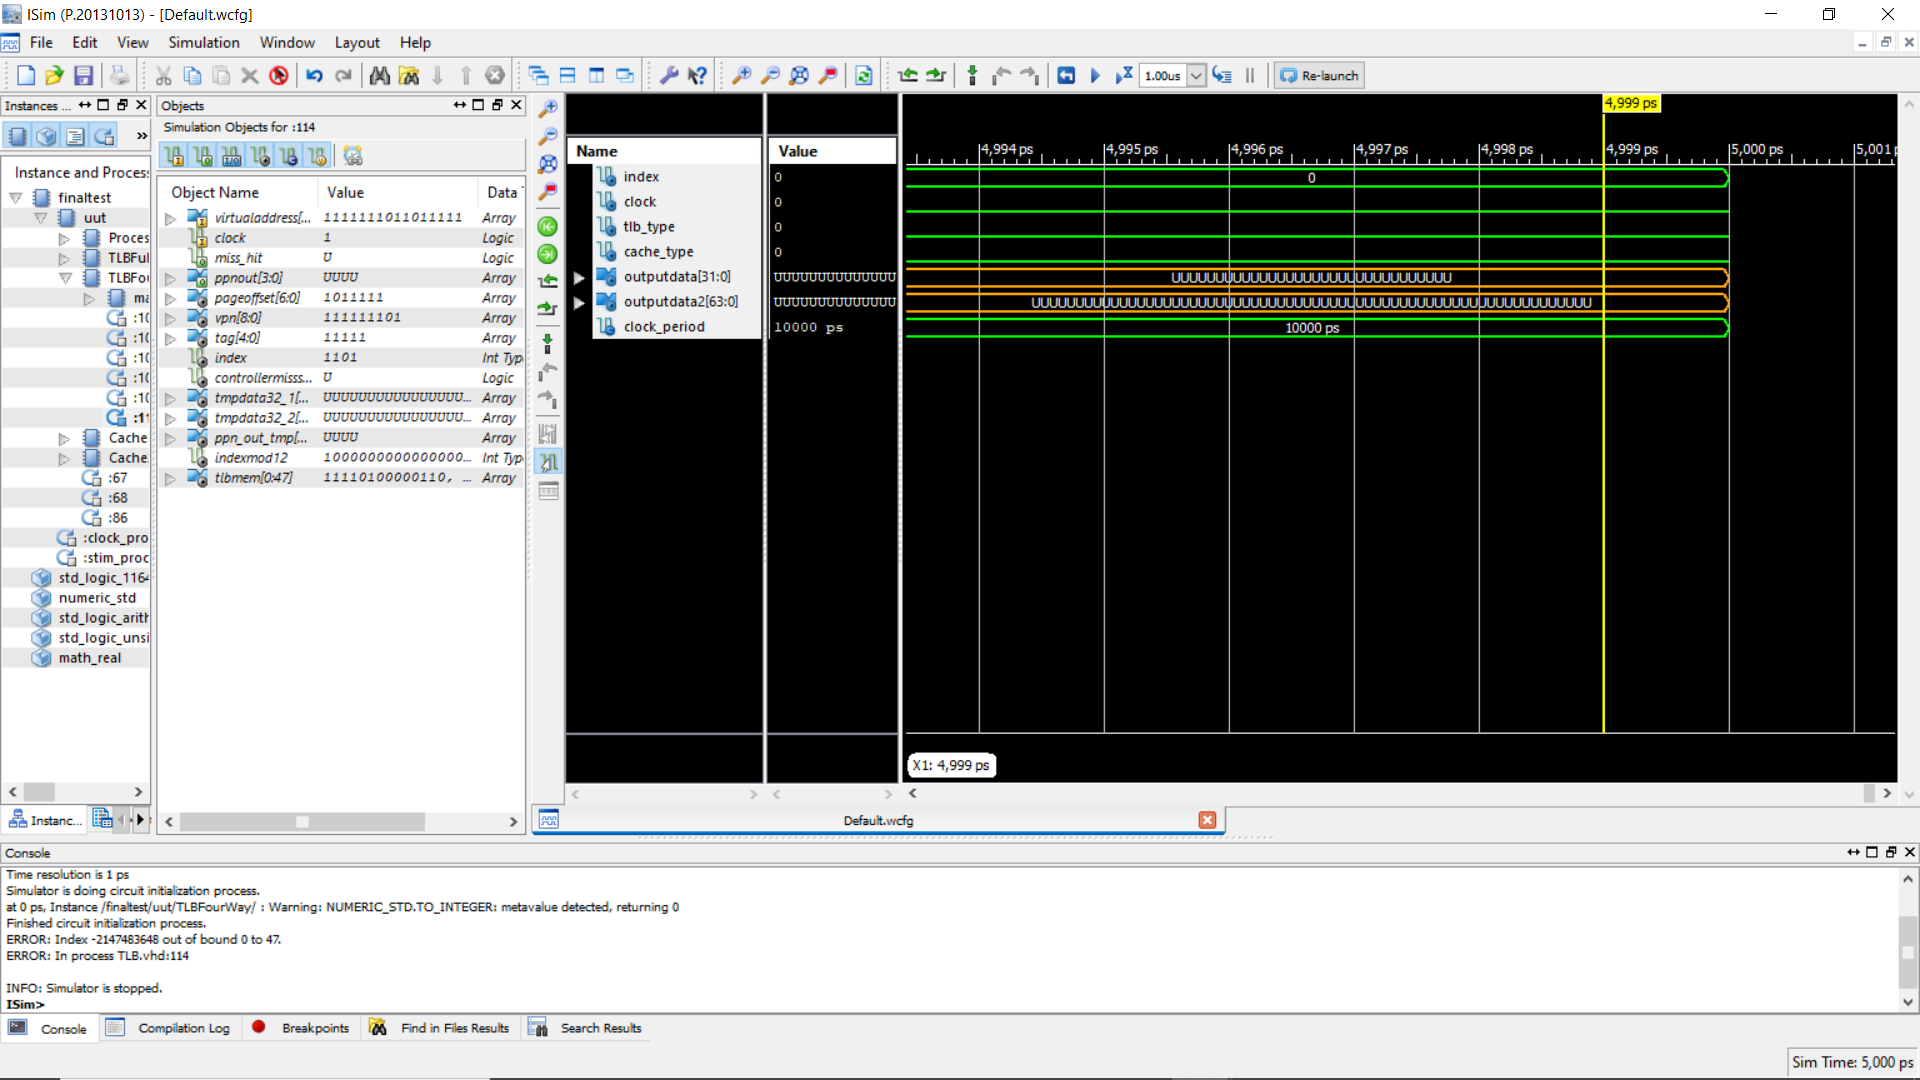 ISim (P.20131013) - [Default.wcfg]
File Edit View Simulation Window Layout Help
1.00us Re-launch
Instances ... Objects
Simulation Objects for :114
Instance and Proces
finaltest
uut
Proces
TLBFul
TLBFou
ma
:10
:10
:10
:10
:10
:11
Cache
Cache
:67
:68
:86
:clock_pro
:stim_proc
std_logic_1164
numeric_std
std_logic_arith
std_logic_unsi
math_real
Instanc...
Object Name Value Data
virtualaddress[... 1111111011011111 Array
clock 1 Logic
miss_hit U Logic
ppnout[3:0] UUUU Array
pageoffset[6:0] 1011111 Array
vpn[8:0] 111111101 Array
tag[4:0] 11111 Array
index 1101 Int Typ
controllermisss... U Logic
tmpdata32_1[... UUUUUUUUUUUUUUUU... Array
tmpdata32_2[... UUUUUUUUUUUUUUUU... Array
ppn_out_tmp[... UUUU Array
indexmod12 1000000000000000... Int Typ
tlbmem[0:47] 11110100000110, ... Array
4,999 ps
Name Value
4,994 ps 4,995 ps 4,996 ps 4,997 ps 4,998 ps 4,999 ps 5,000 ps 5,001 p
index 0 0
clock 0
tlb_type 0
cache_type 0
outputdata[31:0] UUUUUUUUUUUUUU UUUUUUUUUUUUUUUUUUUUUUUUUUUUUUUU
outputdata2[63:0] UUUUUUUUUUUUUU UUUUUUUUUUUUUUUUUUUUUUUUUUUUUUUUUUUUUUUUUUUUUUUUUUUUUUUUUUUUUUUU
clock_period 10000 ps 10000 ps
X1: 4,999 ps
Default.wcfg
Console
Time resolution is 1 ps
Simulator is doing circuit initialization process.
at 0 ps, Instance /finaltest/uut/TLBFourWay/ : Warning: NUMERIC_STD.TO_INTEGER: metavalue detected, returning 0
Finished circuit initialization process.
ERROR: Index -2147483648 out of bound 0 to 47.
ERROR: In process TLB.vhd:114
INFO: Simulator is stopped.
ISim>
Console Compilation Log Breakpoints Find in Files Results Search Results
Sim Time: 5,000 ps